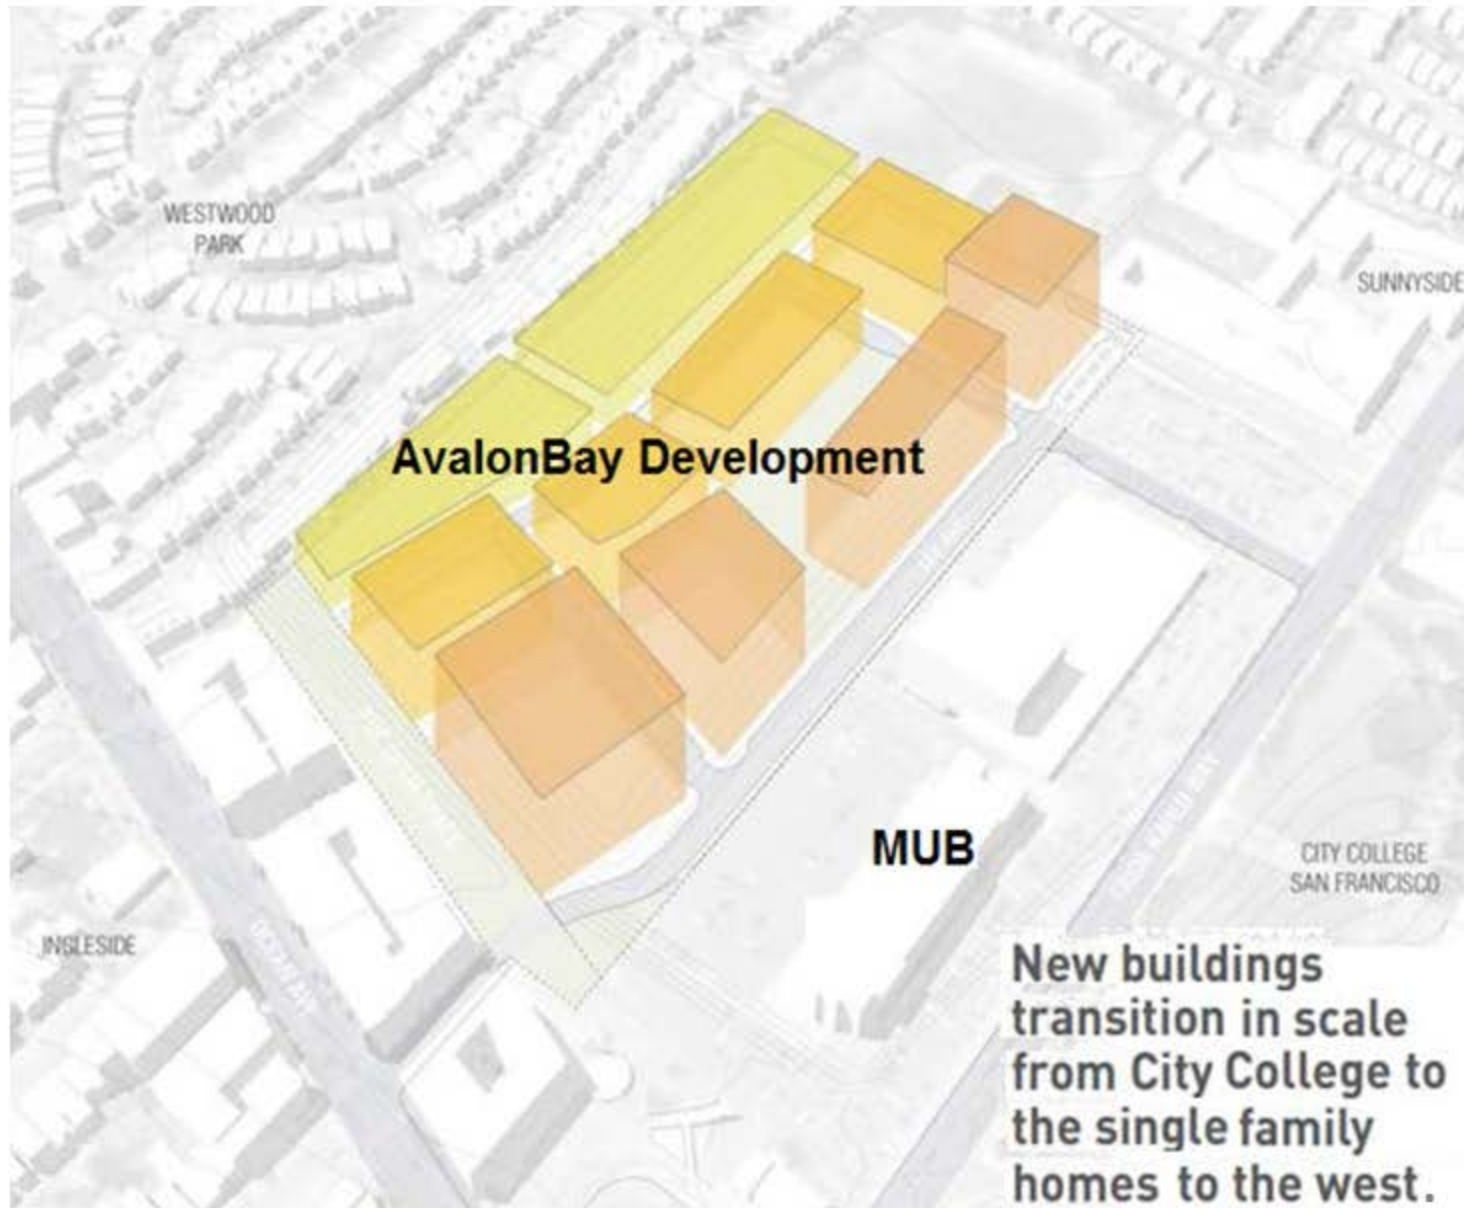 WESTWOOD
PARK
SUNNYSIDE
AvalonBay Development
MUB
CITY COLLEGE
SAN FRANCISCO
INGLESIDE
New buildings
transition in scale
from City College to
the single family
homes to the west.